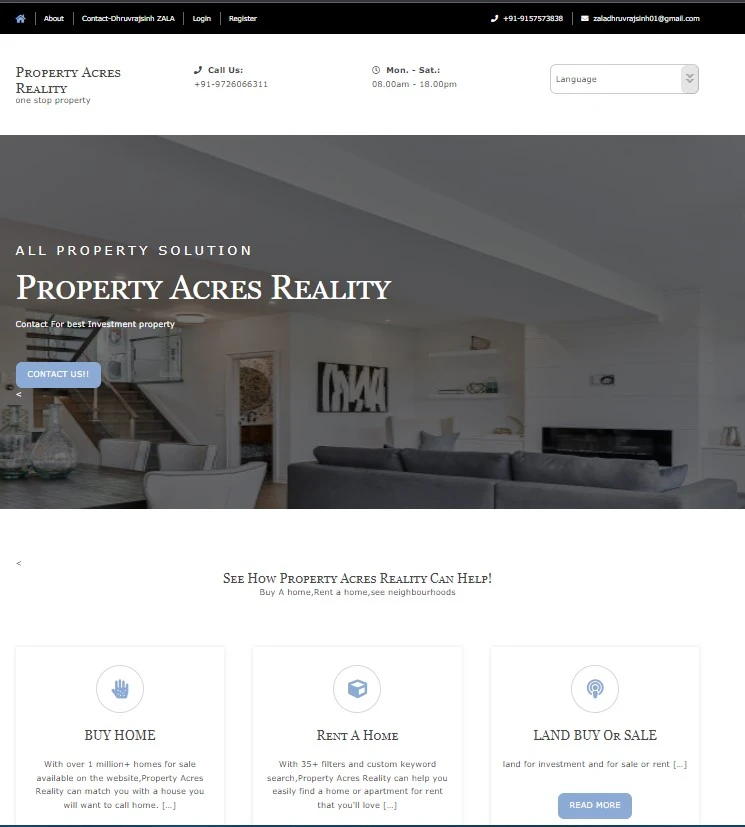 About
Contact-Dhruvrajsinh ZALA
Login
Register
+91-9157573838
zaladhruvrajsinh01@gmail.com
Property Acres
Reality
one stop property
Call Us:
+91-9726066311
Mon. - Sat.:
08.00am - 18.00pm
Language
ALL PROPERTY SOLUTION
Property Acres Reality
Contact For best Investment property
CONTACT US!!
<
<
See How Property Acres Reality Can Help!
Buy A home,Rent a home,see neighbourhoods
BUY HOME
With over 1 million+ homes for sale
available on the website,Property Acres
Reality can match you with a house you
will want to call home. [...]
Rent A Home
With 35+ filters and custom keyword
search,Property Acres Reality can help you
easily find a home or apartment for rent
that you'll love [...]
LAND BUY Or SALE
land for investment and for sale or rent [...]
READ MORE